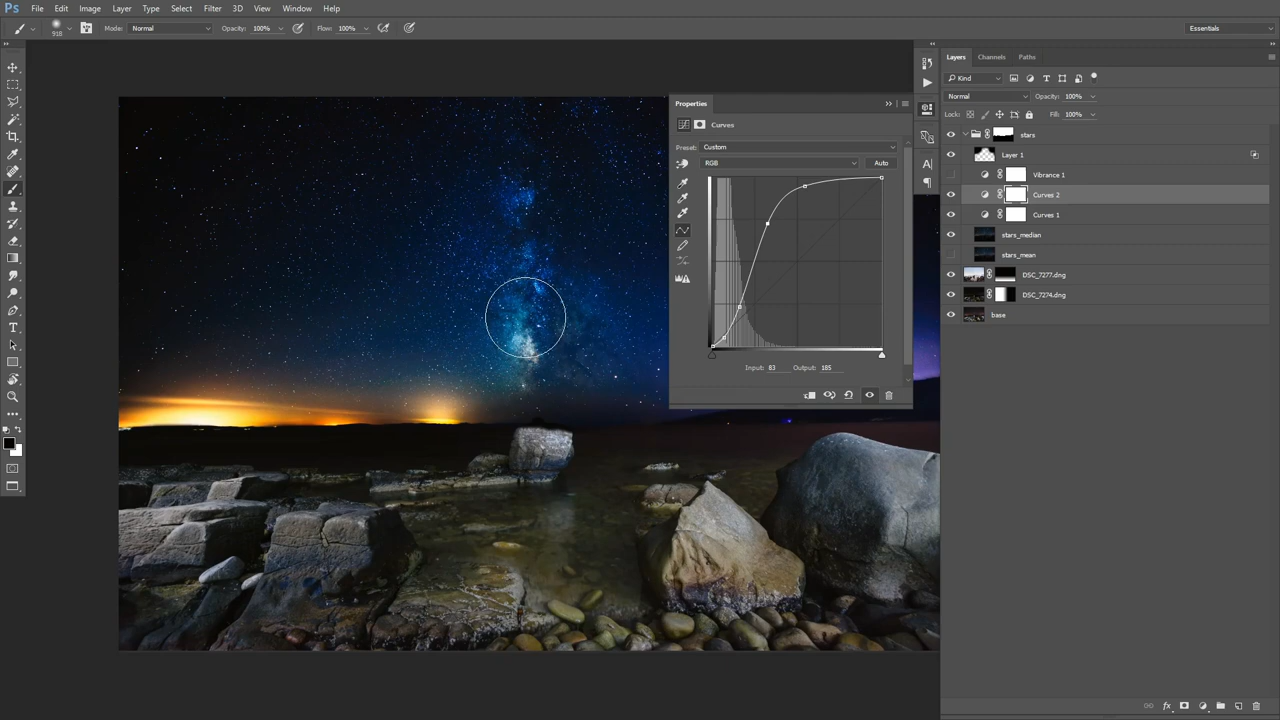 Ps File Edit Image Layer Type Select Filter 3D View Window Help
918 Mode: Normal Opacity: 100% Flow: 100% Essentials
Layers Channels Paths
Kind
Normal Opacity: 100%
Lock: Fill: 100%
stars
Layer 1
Vibrance 1
Curves 2
Curves 1
stars_median
stars_mean
DSC_7277.dng
DSC_7274.dng
base
Properties
Curves
Preset: Custom
RGB Auto
Input: 83 Output: 185